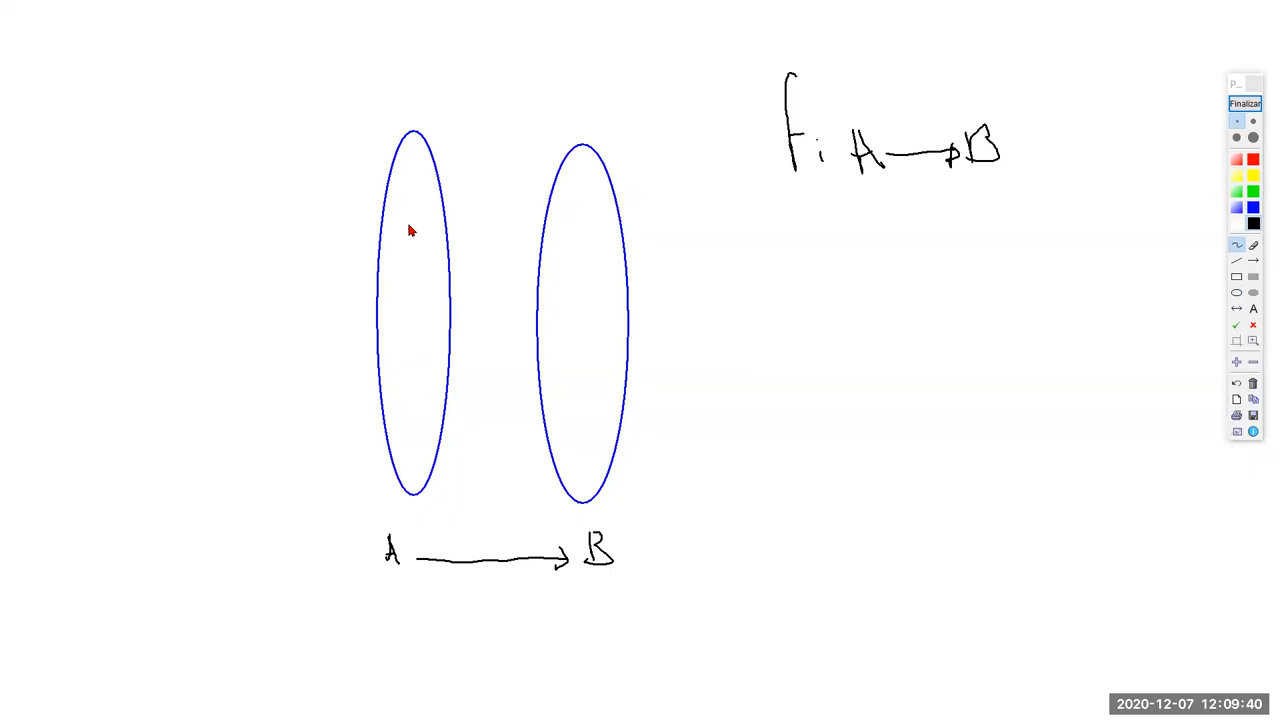 f: A → B
P...
Finalizar
A
A → B
2020-12-07 12:09:40